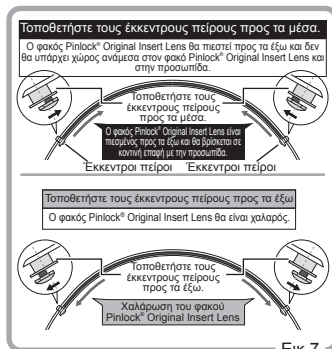 Τοποθετήστε τους έκκεντρους πείρους προς τα μέσα.
Ο φακός Pinlock® Original Insert Lens θα πιεστεί προς τα έξω και δεν
θα υπάρχει χώρος ανάμεσα στον φακό Pinlock® Original Insert Lens και
στην προσωπίδα.
Τοποθετήστε τους
έκκεντρους πείρους
προς τα μέσα.
Ο φακός Pinlock® Original Insert Lens είναι
πιεσμένος προς τα έξω και θα βρίσκεται σε
κοντινή επαφή με την προσωπίδα.
Έκκεντροι πείροι Έκκεντροι πείροι
Τοποθετήστε τους έκκεντρους πείρους προς τα έξω
Ο φακός Pinlock® Original Insert Lens θα είναι χαλαρός.
Τοποθετήστε τους
έκκεντρους πείρους
προς τα έξω.
Χαλάρωση του φακού
Pinlock® Original Insert Lens
Εικ.7